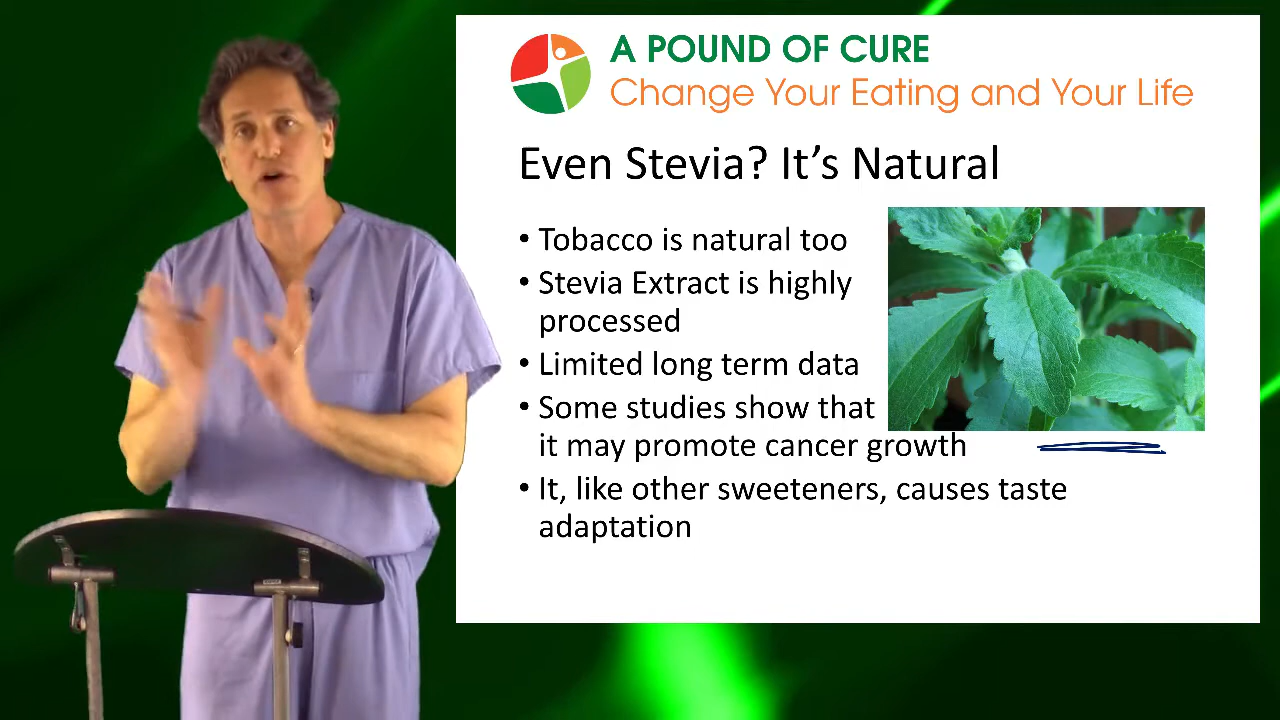 A POUND OF CURE
Change Your Eating and Your Life
Even Stevia? It's Natural
• Tobacco is natural too
• Stevia Extract is highly
processed
• Limited long term data
• Some studies show that
it may promote cancer growth
• It, like other sweeteners, causes taste
adaptation